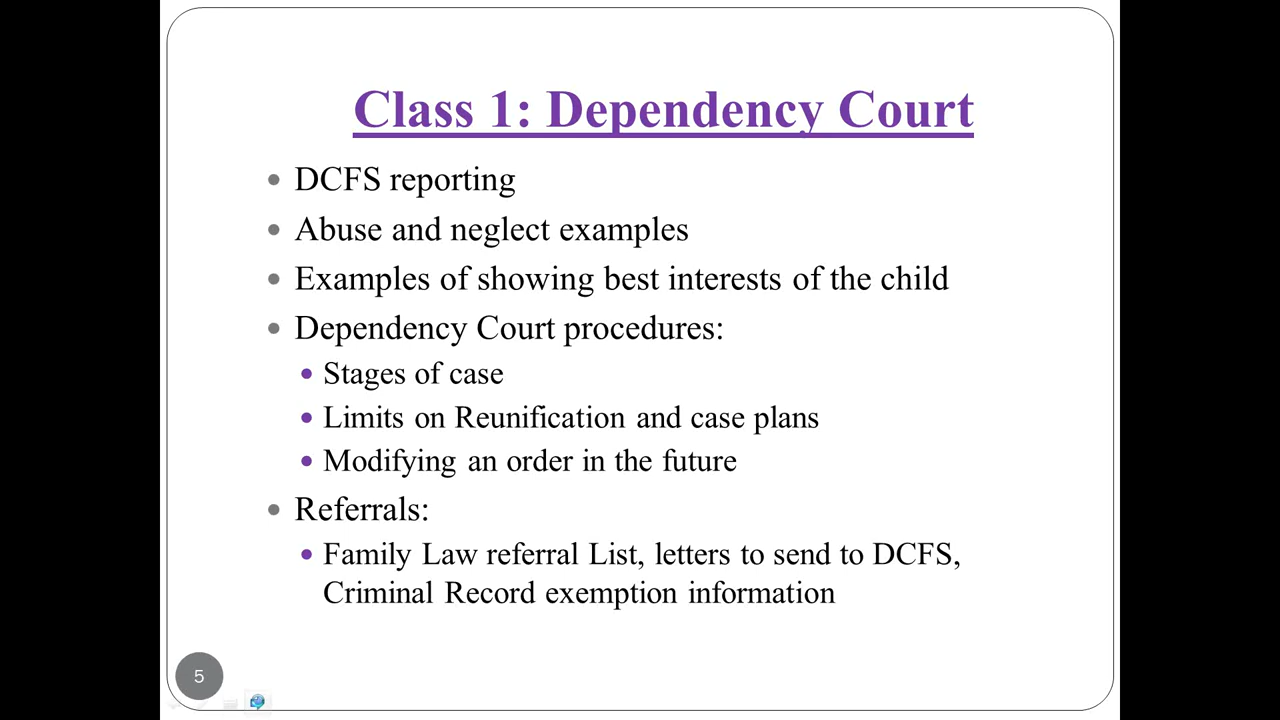 Class 1: Dependency Court
• DCFS reporting
• Abuse and neglect examples
• Examples of showing best interests of the child
• Dependency Court procedures:
• Stages of case
• Limits on Reunification and case plans
• Modifying an order in the future
• Referrals:
• Family Law referral List, letters to send to DCFS,
Criminal Record exemption information
5